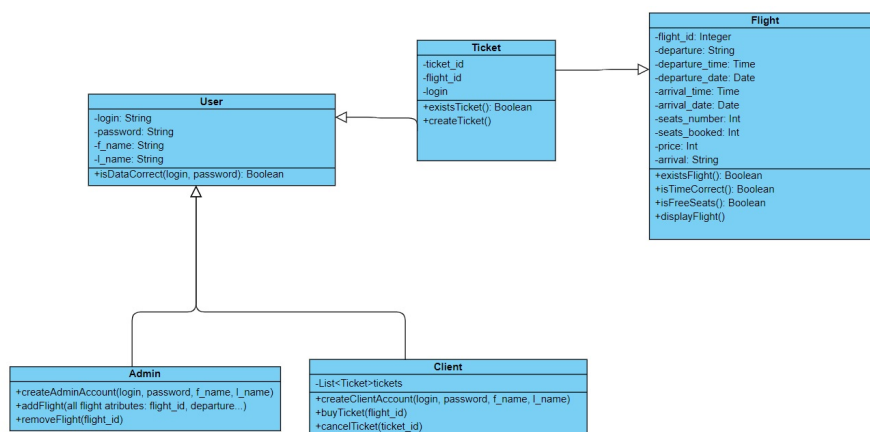 Flight
-flight_id: Integer
-departure: String
-departure_time: Time
-departure_date: Date
-arrival_time: Time
-arrival_date: Date
-seats_number: Int
-seats_booked: Int
-price: Int
-arrival: String
+existsFlight(): Boolean
+isTimeCorrect(): Boolean
+isFreeSeats(): Boolean
+displayFlight()
Ticket
-ticket_id
-flight_id
-login
+existsTicket(): Boolean
+createTicket()
User
-login: String
-password: String
-f_name: String
-l_name: String
+isDataCorrect(login, password): Boolean
Admin
+createAdminAccount(login, password, f_name, l_name)
+addFlight(all flight atributes: flight_id, departure...)
+removeFlight(flight_id)
Client
-List<Ticket>tickets
+createClientAccount(login, password, f_name, l_name)
+buyTicket(flight_id)
+cancelTicket(ticket_id)